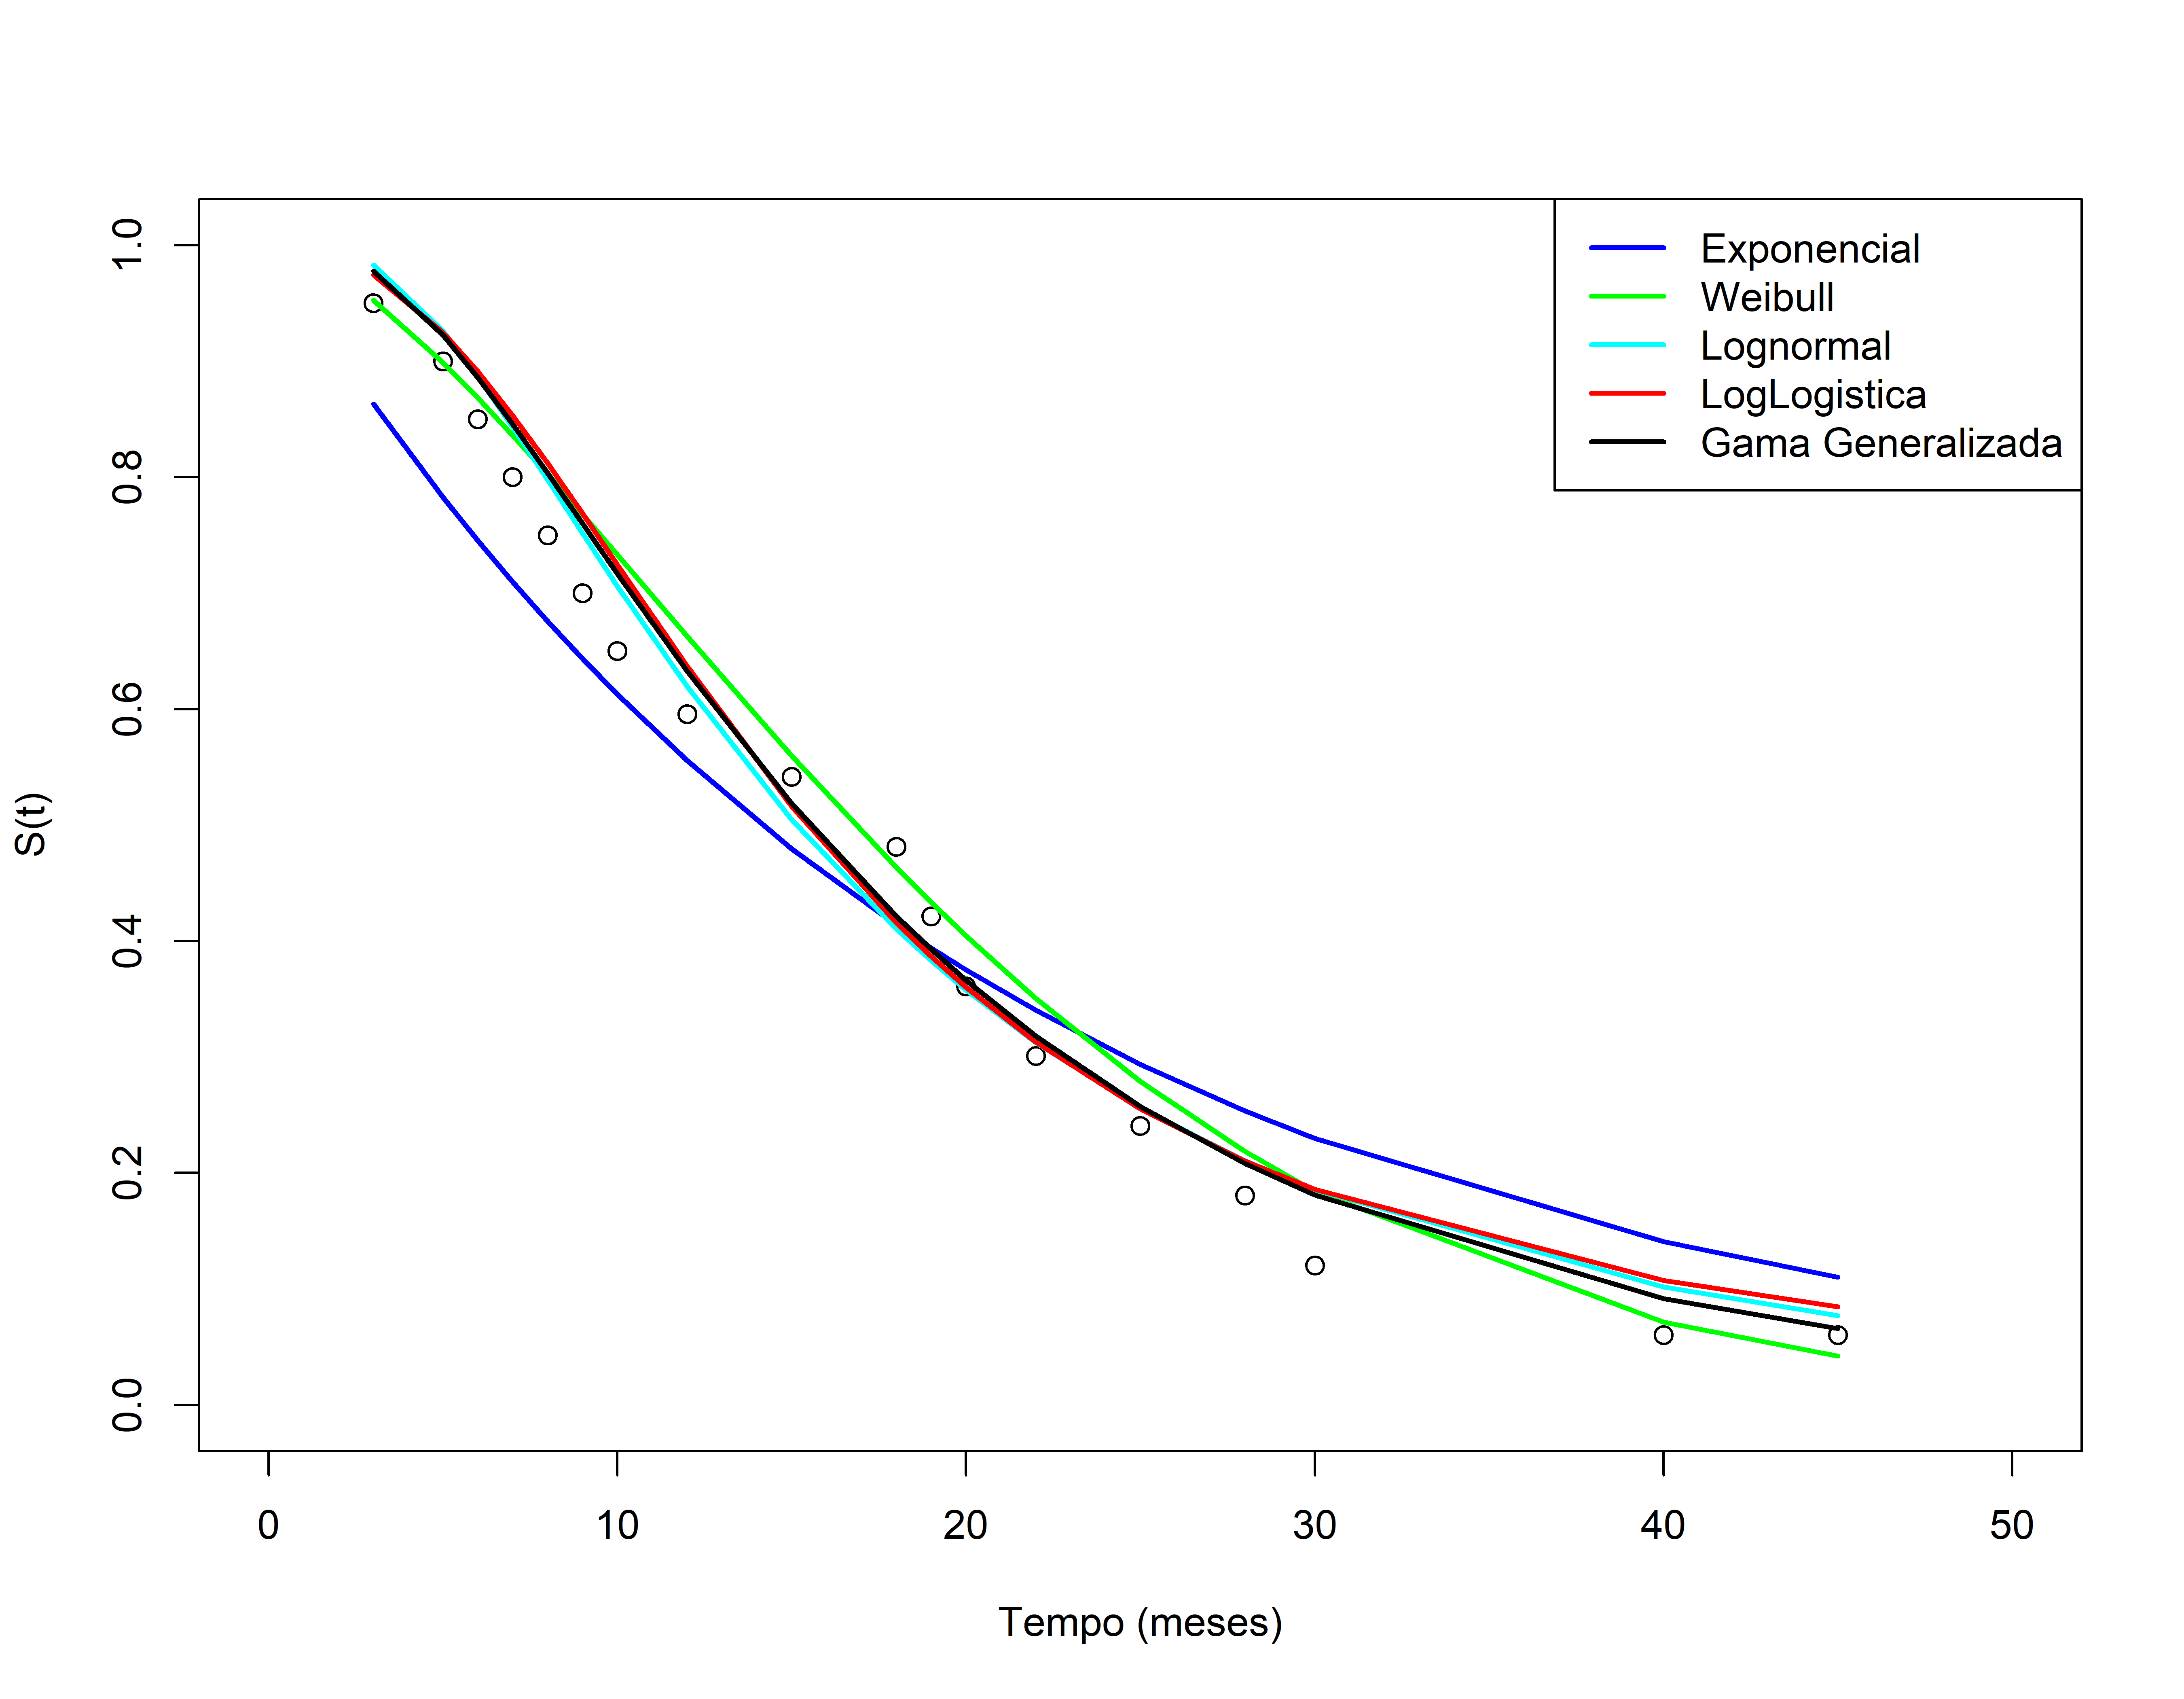 Exponencial
Weibull
Lognormal
LogLogistica
Gama Generalizada
S(t)
1.0
0.8
0.6
0.4
0.2
0.0
0 10 20 30 40 50
Tempo (meses)